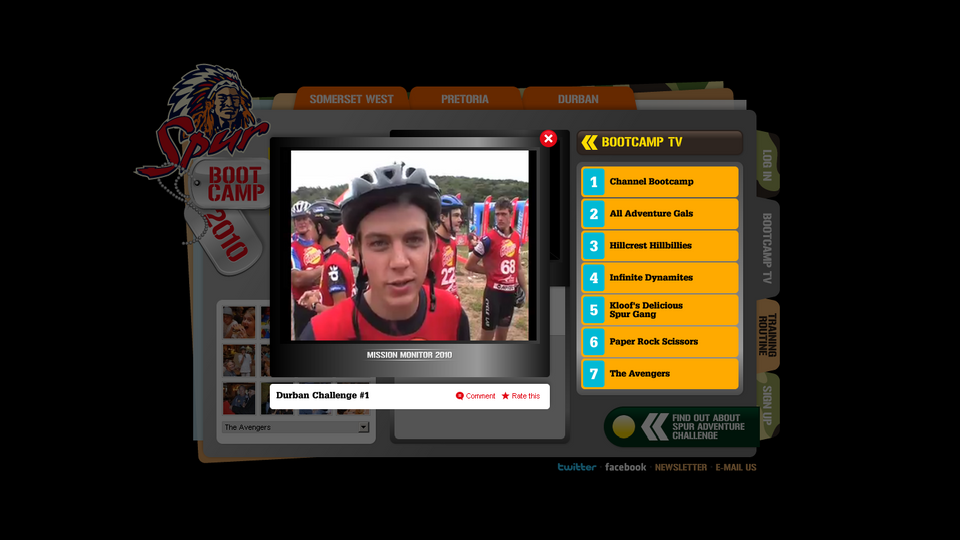 SOMERSET WEST
PRETORIA
DURBAN
Spur
BOOT
CAMP
2010
BOOTCAMP TV
1 Channel Bootcamp
2 All Adventure Gals
3 Hillcrest Hillbillies
4 Infinite Dynamites
5 Kloof's Delicious
Spur Gang
6 Paper Rock Scissors
7 The Avengers
LOG IN
BOOTCAMP TV
TRAINING
ROUTINE
SIGN UP
22
68
CYCLE LAB
MISSION MONITOR 2010
Durban Challenge #1
Comment
Rate this
The Avengers
FIND OUT ABOUT
SPUR ADVENTURE
CHALLENGE
twitter · facebook · NEWSLETTER · E-MAIL US